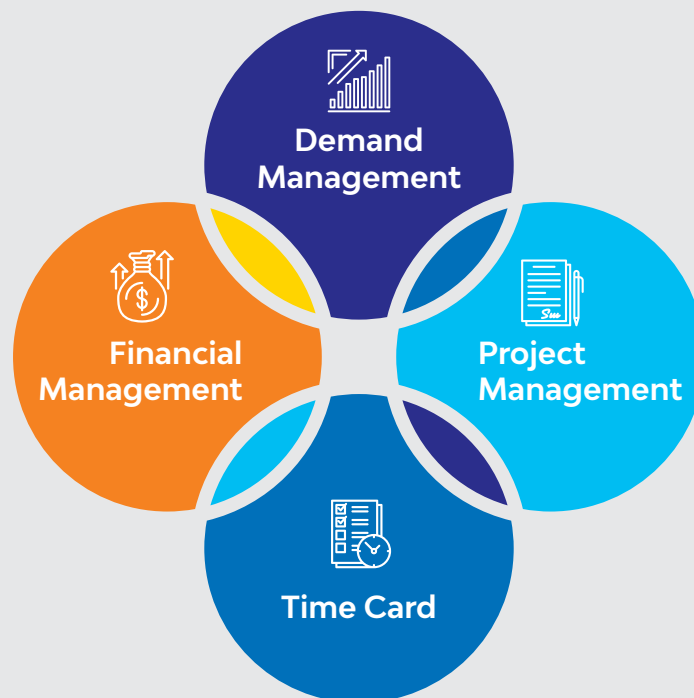 Demand
Management
Financial
Management
Project
Management
Time Card
$